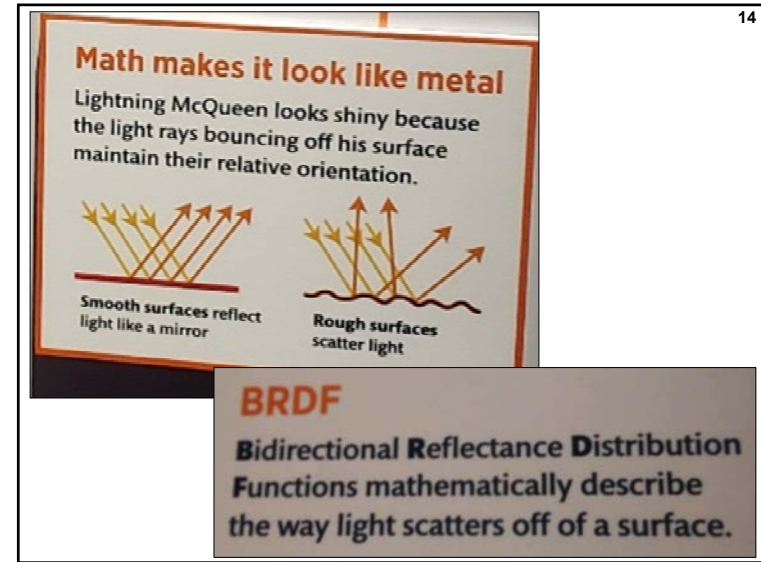 14
Math makes it look like metal
Lightning McQueen looks shiny because
the light rays bouncing off his surface
maintain their relative orientation.
Smooth surfaces reflect
light like a mirror
Rough surfaces
scatter light
BRDF
Bidirectional Reflectance Distribution
Functions mathematically describe
the way light scatters off of a surface.